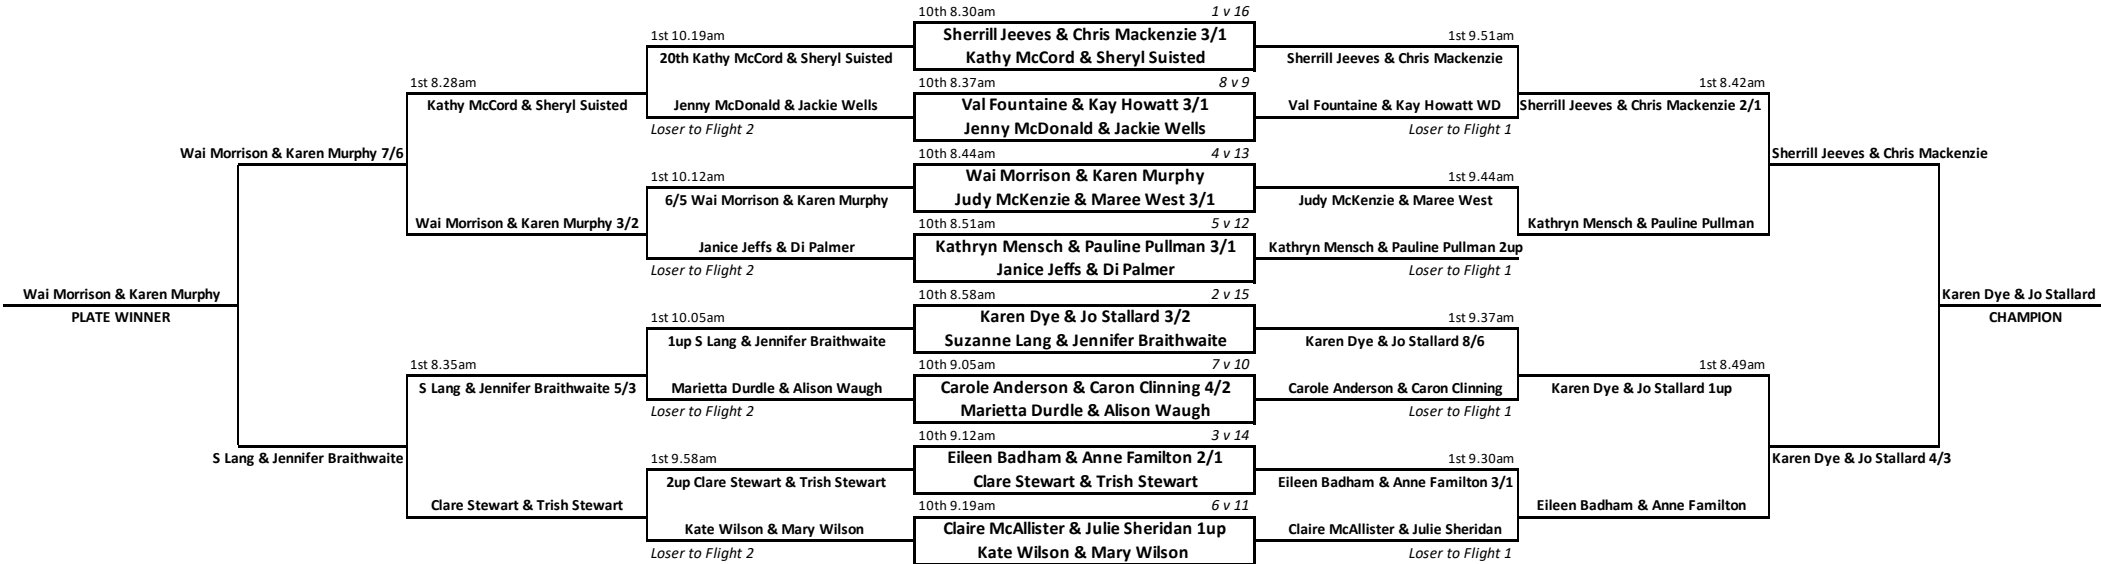 10th 8.30am 1 v 16
Sherrill Jeeves & Chris Mackenzie 3/1
1st 10.19am 1st 9.51am
20th Kathy McCord & Sheryl Suisted Kathy McCord & Sheryl Suisted Sherrill Jeeves & Chris Mackenzie
1st 8.28am 10th 8.37am 8 v 9 1st 8.42am
Kathy McCord & Sheryl Suisted Jenny McDonald & Jackie Wells Val Fountaine & Kay Howatt 3/1 Val Fountaine & Kay Howatt WD Sherrill Jeeves & Chris Mackenzie 2/1
Loser to Flight 2 Jenny McDonald & Jackie Wells Loser to Flight 1
Wai Morrison & Karen Murphy 7/6 10th 8.44am 4 v 13 Sherrill Jeeves & Chris Mackenzie
1st 10.12am Wai Morrison & Karen Murphy 1st 9.44am
6/5 Wai Morrison & Karen Murphy Judy McKenzie & Maree West 3/1 Judy McKenzie & Maree West
Wai Morrison & Karen Murphy 3/2 10th 8.51am 5 v 12 Kathryn Mensch & Pauline Pullman
Janice Jeffs & Di Palmer Kathryn Mensch & Pauline Pullman 3/1 Kathryn Mensch & Pauline Pullman 2up
Loser to Flight 2 Janice Jeffs & Di Palmer Loser to Flight 1
Wai Morrison & Karen Murphy 10th 8.58am 2 v 15 Karen Dye & Jo Stallard
PLATE WINNER Karen Dye & Jo Stallard 3/2 CHAMPION
1st 10.05am 1st 9.37am
1up S Lang & Jennifer Braithwaite Suzanne Lang & Jennifer Braithwaite Karen Dye & Jo Stallard 8/6
1st 8.35am 10th 9.05am 7 v 10 1st 8.49am
S Lang & Jennifer Braithwaite 5/3 Marietta Durdle & Alison Waugh Carole Anderson & Caron Clinning 4/2 Carole Anderson & Caron Clinning Karen Dye & Jo Stallard 1up
Loser to Flight 2 Marietta Durdle & Alison Waugh Loser to Flight 1
10th 9.12am 3 v 14
S Lang & Jennifer Braithwaite 1st 9.58am Eileen Badham & Anne Familton 2/1 1st 9.30am Karen Dye & Jo Stallard 4/3
2up Clare Stewart & Trish Stewart Clare Stewart & Trish Stewart Eileen Badham & Anne Familton 3/1
Clare Stewart & Trish Stewart 10th 9.19am 6 v 11 Eileen Badham & Anne Familton
Kate Wilson & Mary Wilson Claire McAllister & Julie Sheridan 1up Claire McAllister & Julie Sheridan
Loser to Flight 2 Kate Wilson & Mary Wilson Loser to Flight 1